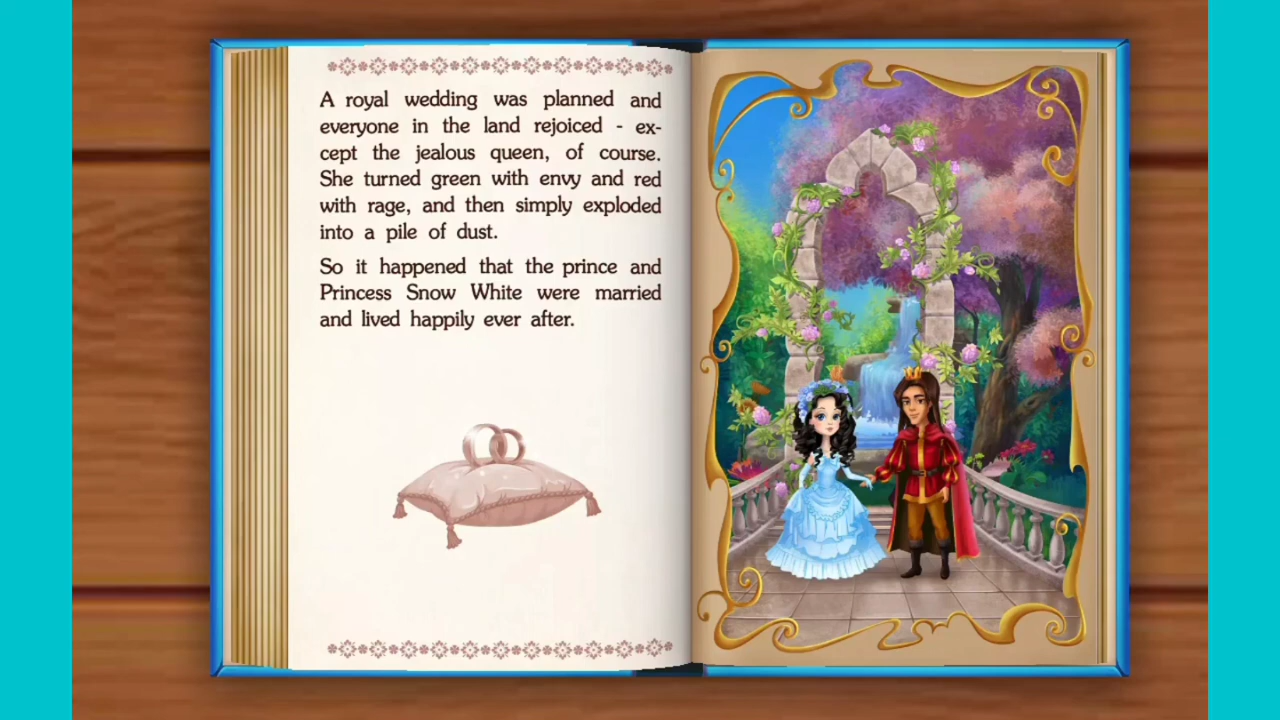 A royal wedding was planned and
everyone in the land rejoiced - ex-
cept the jealous queen, of course.
She turned green with envy and red
with rage, and then simply exploded
into a pile of dust.
So it happened that the prince and
Princess Snow White were married
and lived happily ever after.